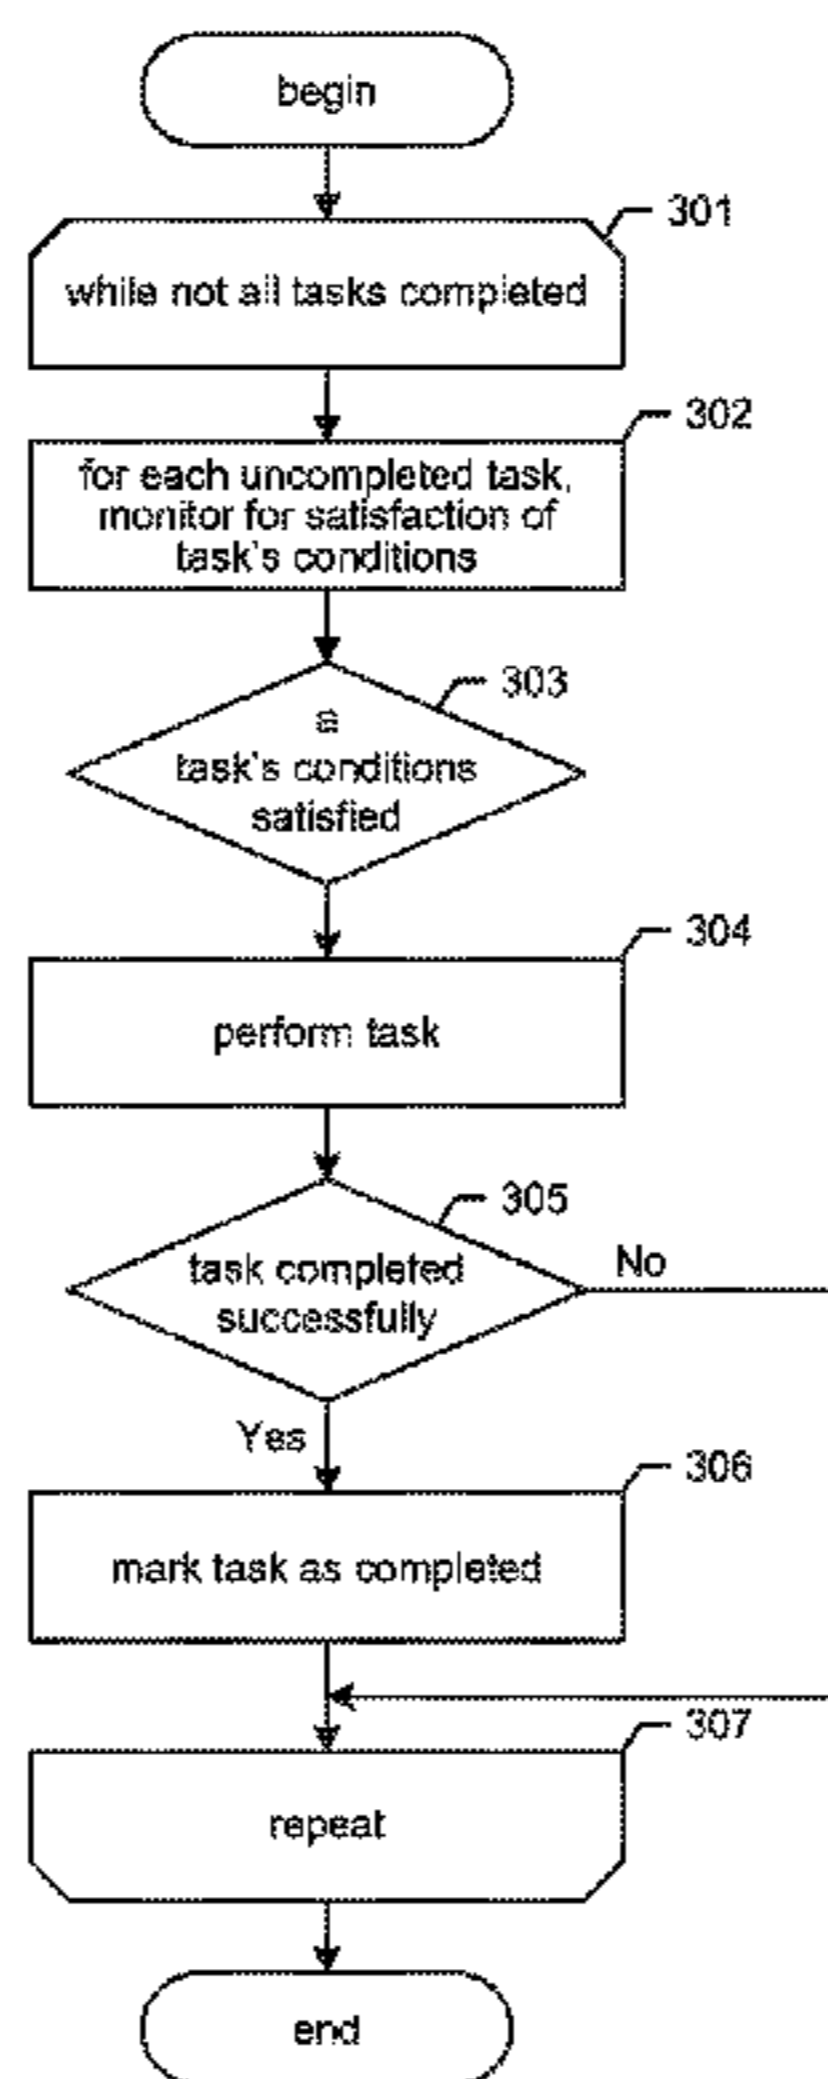 begin
301
while not all tasks completed
302
for each uncompleted task,
monitor for satisfaction of
task's conditions
303
a
task's conditions
satisfied
304
perform task
305
task completed
successfully
No
Yes
306
mark task as completed
307
repeat
end